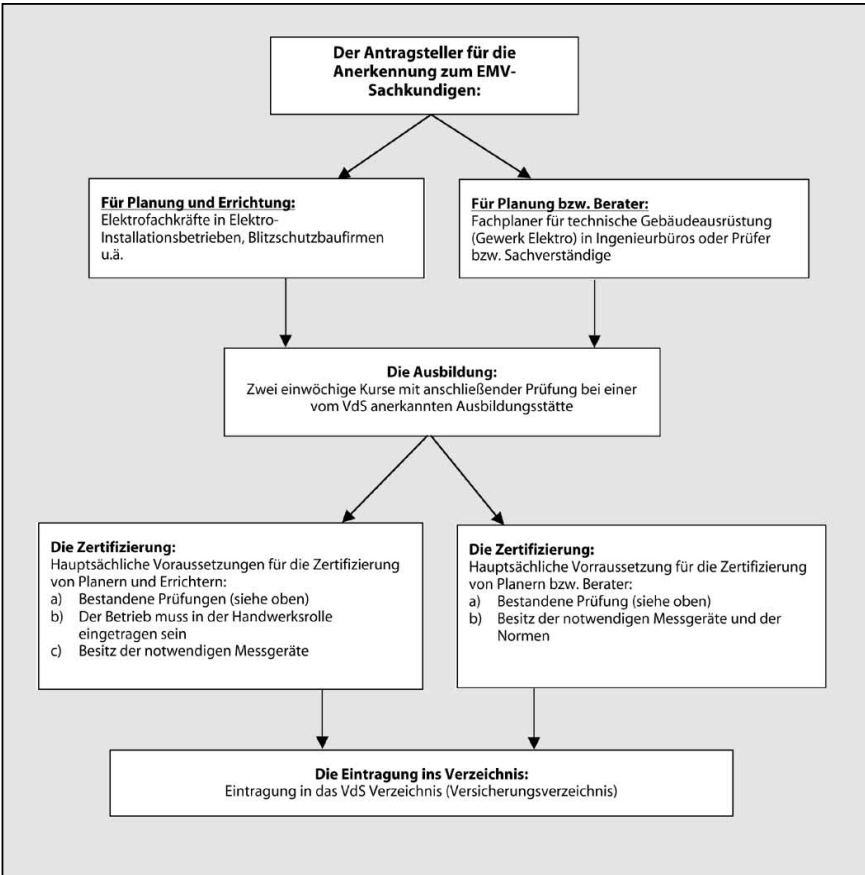 Der Antragsteller für die
Anerkennung zum EMV-
Sachkundigen:
Für Planung und Errichtung:
Elektrofachkräfte in Elektro-
Installationsbetrieben, Blitzschutzbaufirmen
u.ä.
Für Planung bzw. Berater:
Fachplaner für technische Gebäudeausrüstung
(Gewerk Elektro) in Ingenieurbüros oder Prüfer
bzw. Sachverständige
Die Ausbildung:
Zwei einwöchige Kurse mit anschließender Prüfung bei einer
vom VdS anerkannten Ausbildungsstätte
Die Zertifizierung:
Hauptsächliche Voraussetzungen für die Zertifizierung
von Planern und Errichtern:
a) Bestandene Prüfungen (siehe oben)
b) Der Betrieb muss in der Handwerksrolle
eingetragen sein
c) Besitz der notwendigen Messgeräte
Die Zertifizierung:
Hauptsächliche Vorraussetzung für die Zertifizierung
von Planern bzw. Berater:
a) Bestandene Prüfung (siehe oben)
b) Besitz der notwendigen Messgeräte und der
Normen
Die Eintragung ins Verzeichnis:
Eintragung in das VdS Verzeichnis (Versicherungsverzeichnis)